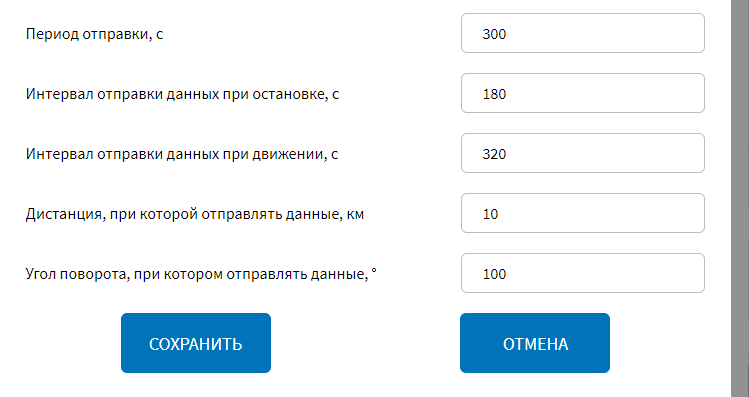 Период отправки, с 300
Интервал отправки данных при остановке, с 180
Интервал отправки данных при движении, с 320
Дистанция, при которой отправлять данные, км 10
Угол поворота, при котором отправлять данные, ° 100
СОХРАНИТЬ ОТМЕНА